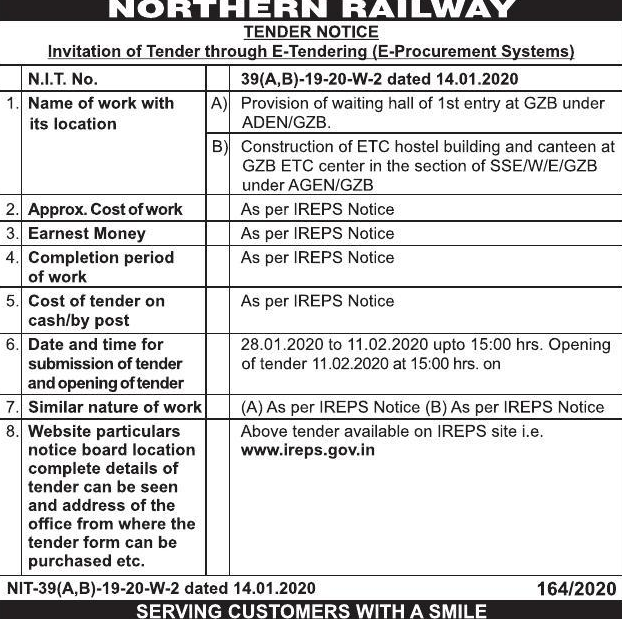 NORTHERN RAILWAY
TENDER NOTICE
Invitation of Tender through E-Tendering (E-Procurement Systems)
N.I.T. No. 39(A,B)-19-20-W-2 dated 14.01.2020
1. Name of work with its location
A) Provision of waiting hall of 1st entry at GZB under
ADEN/GZB.
B) Construction of ETC hostel building and canteen at
GZB ETC center in the section of SSE/W/E/GZB
under AGEN/GZB
2. Approx. Cost of work As per IREPS Notice
3. Earnest Money As per IREPS Notice
4. Completion period As per IREPS Notice
of work
5. Cost of tender on As per IREPS Notice
cash/by post
6. Date and time for
submission of tender
and opening of tender
28.01.2020 to 11.02.2020 upto 15:00 hrs. Opening
of tender 11.02.2020 at 15:00 hrs. on
7. Similar nature of work (A) As per IREPS Notice (B) As per IREPS Notice
8. Website particulars
notice board location
complete details of
tender can be seen
and address of the
office from where the
tender form can be
purchased etc.
Above tender available on IREPS site i.e.
www.ireps.gov.in
NIT-39(A,B)-19-20-W-2 dated 14.01.2020 164/2020
SERVING CUSTOMERS WITH A SMILE